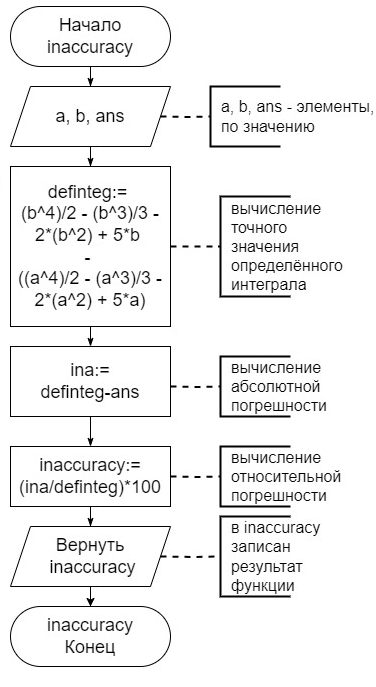 Начало
inaccuracy
a, b, ans
a, b, ans - элементы,
по значению
definteg:=
(b^4)/2 - (b^3)/3 -
2*(b^2) + 5*b
-
((a^4)/2 - (a^3)/3 -
2*(a^2) + 5*a)
вычисление
точного
значения
определённого
интеграла
ina:=
definteg-ans
вычисление
абсолютной
погрешности
inaccuracy:=
(ina/definteg)*100
вычисление
относительной
погрешности
Вернуть
inaccuracy
в inaccuracy
записан
результат
функции
inaccuracy
Конец